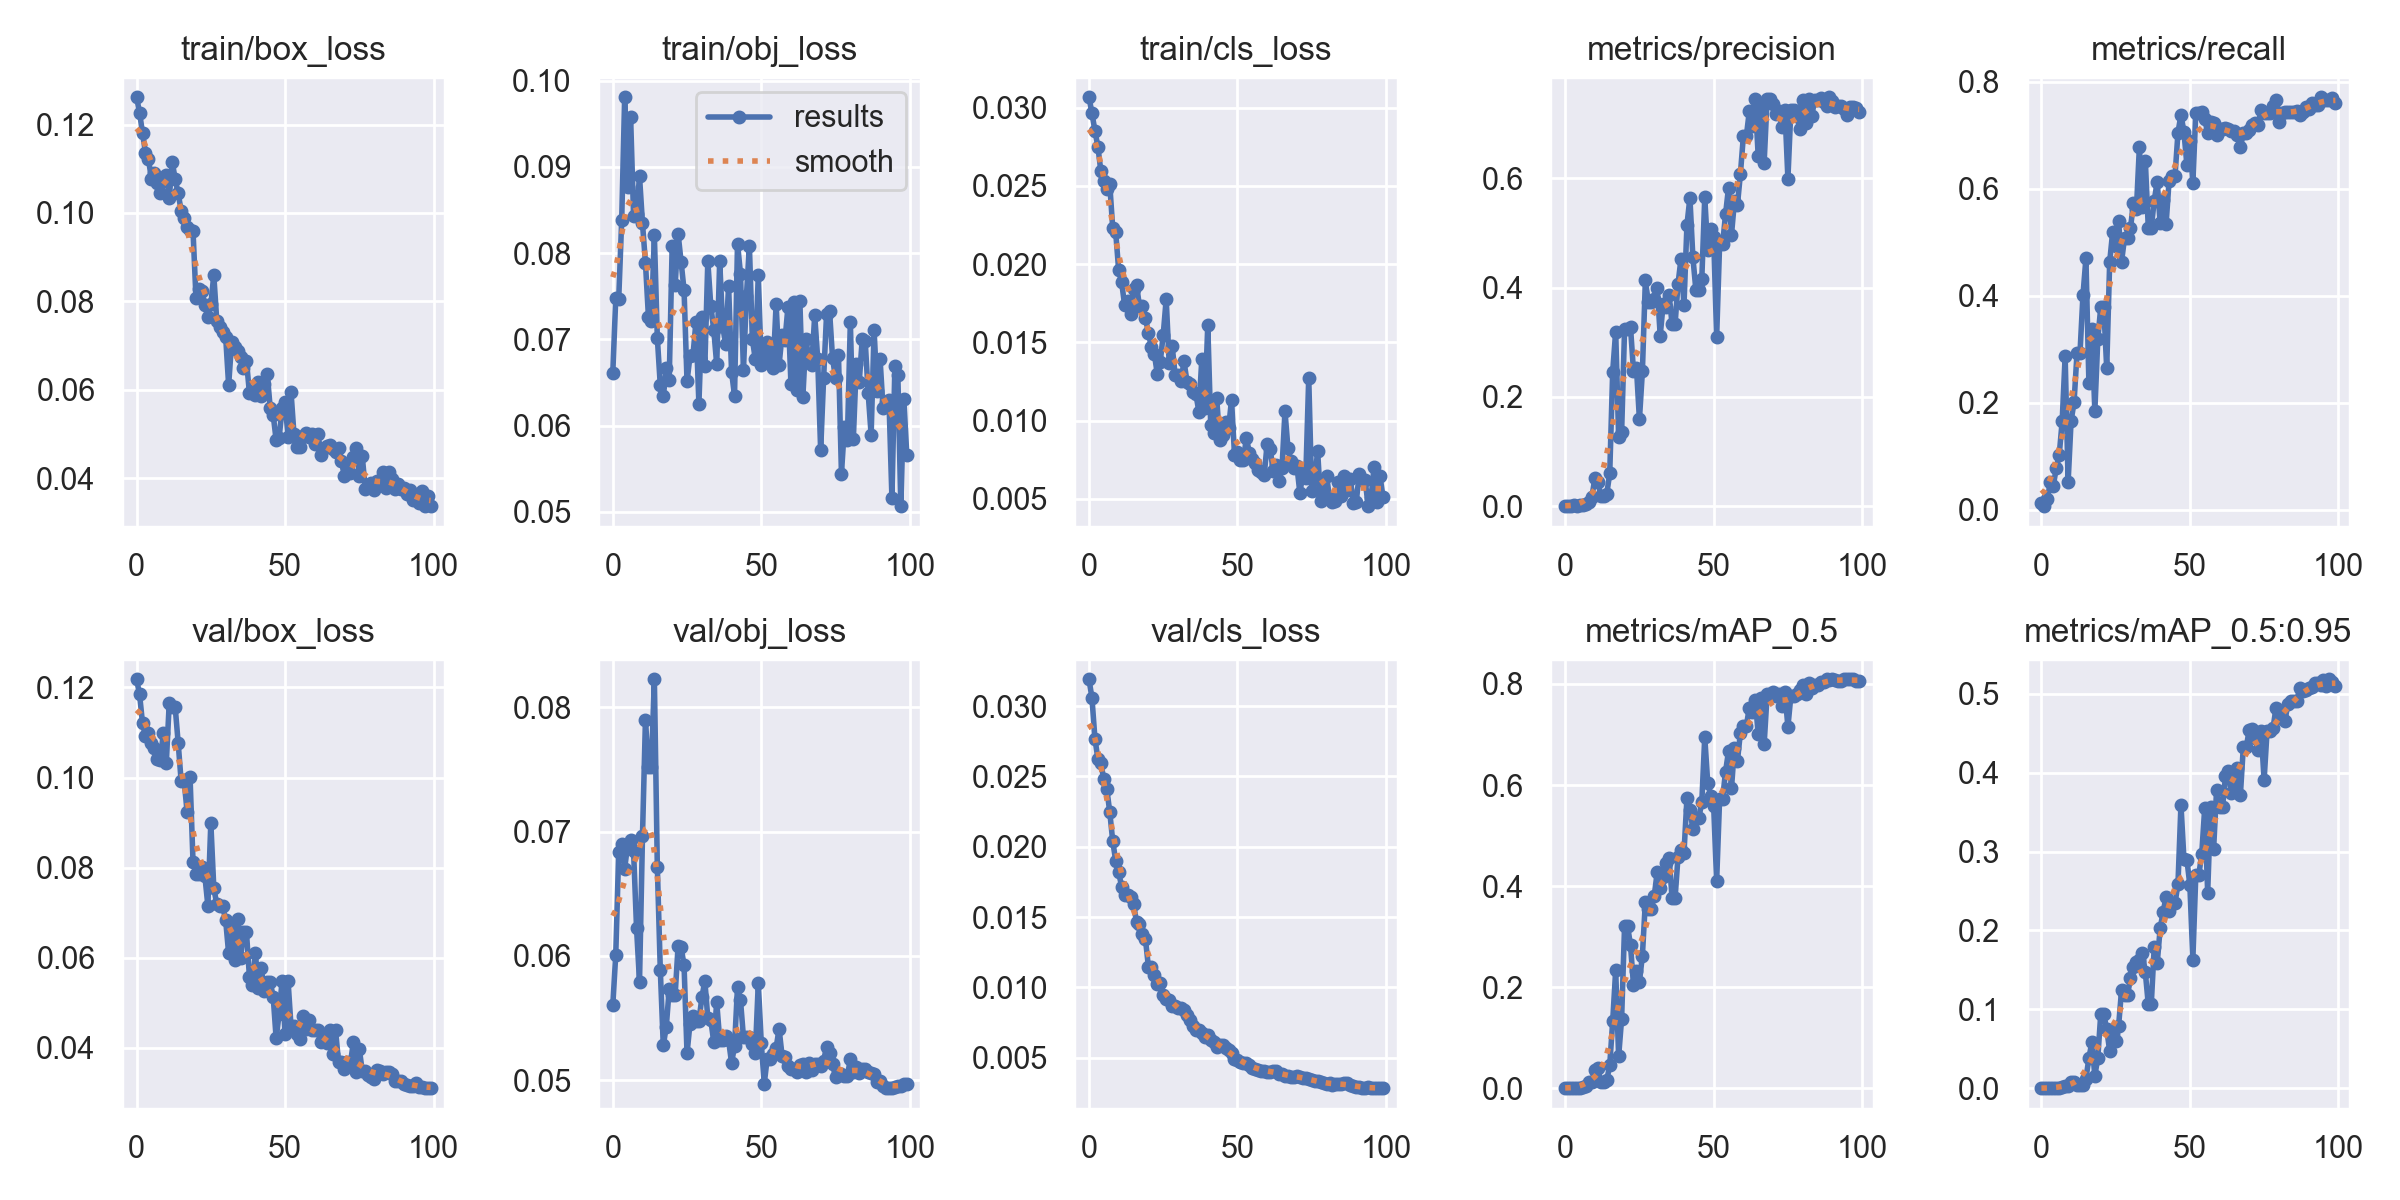 train/box_loss
0.12
0.10
0.08
0.06
0.04
0 50 100
train/obj_loss
0.10
0.09
0.08
0.07
0.06
0.05
0 50 100
results
smooth
train/cls_loss
0.030
0.025
0.020
0.015
0.010
0.005
0 50 100
metrics/precision
0.6
0.4
0.2
0.0
0 50 100
metrics/recall
0.8
0.6
0.4
0.2
0.0
0 50 100
val/box_loss
0.12
0.10
0.08
0.06
0.04
0 50 100
val/obj_loss
0.08
0.07
0.06
0.05
0 50 100
val/cls_loss
0.030
0.025
0.020
0.015
0.010
0.005
0 50 100
metrics/mAP_0.5
0.8
0.6
0.4
0.2
0.0
0 50 100
metrics/mAP_0.5:0.95
0.5
0.4
0.3
0.2
0.1
0.0
0 50 100